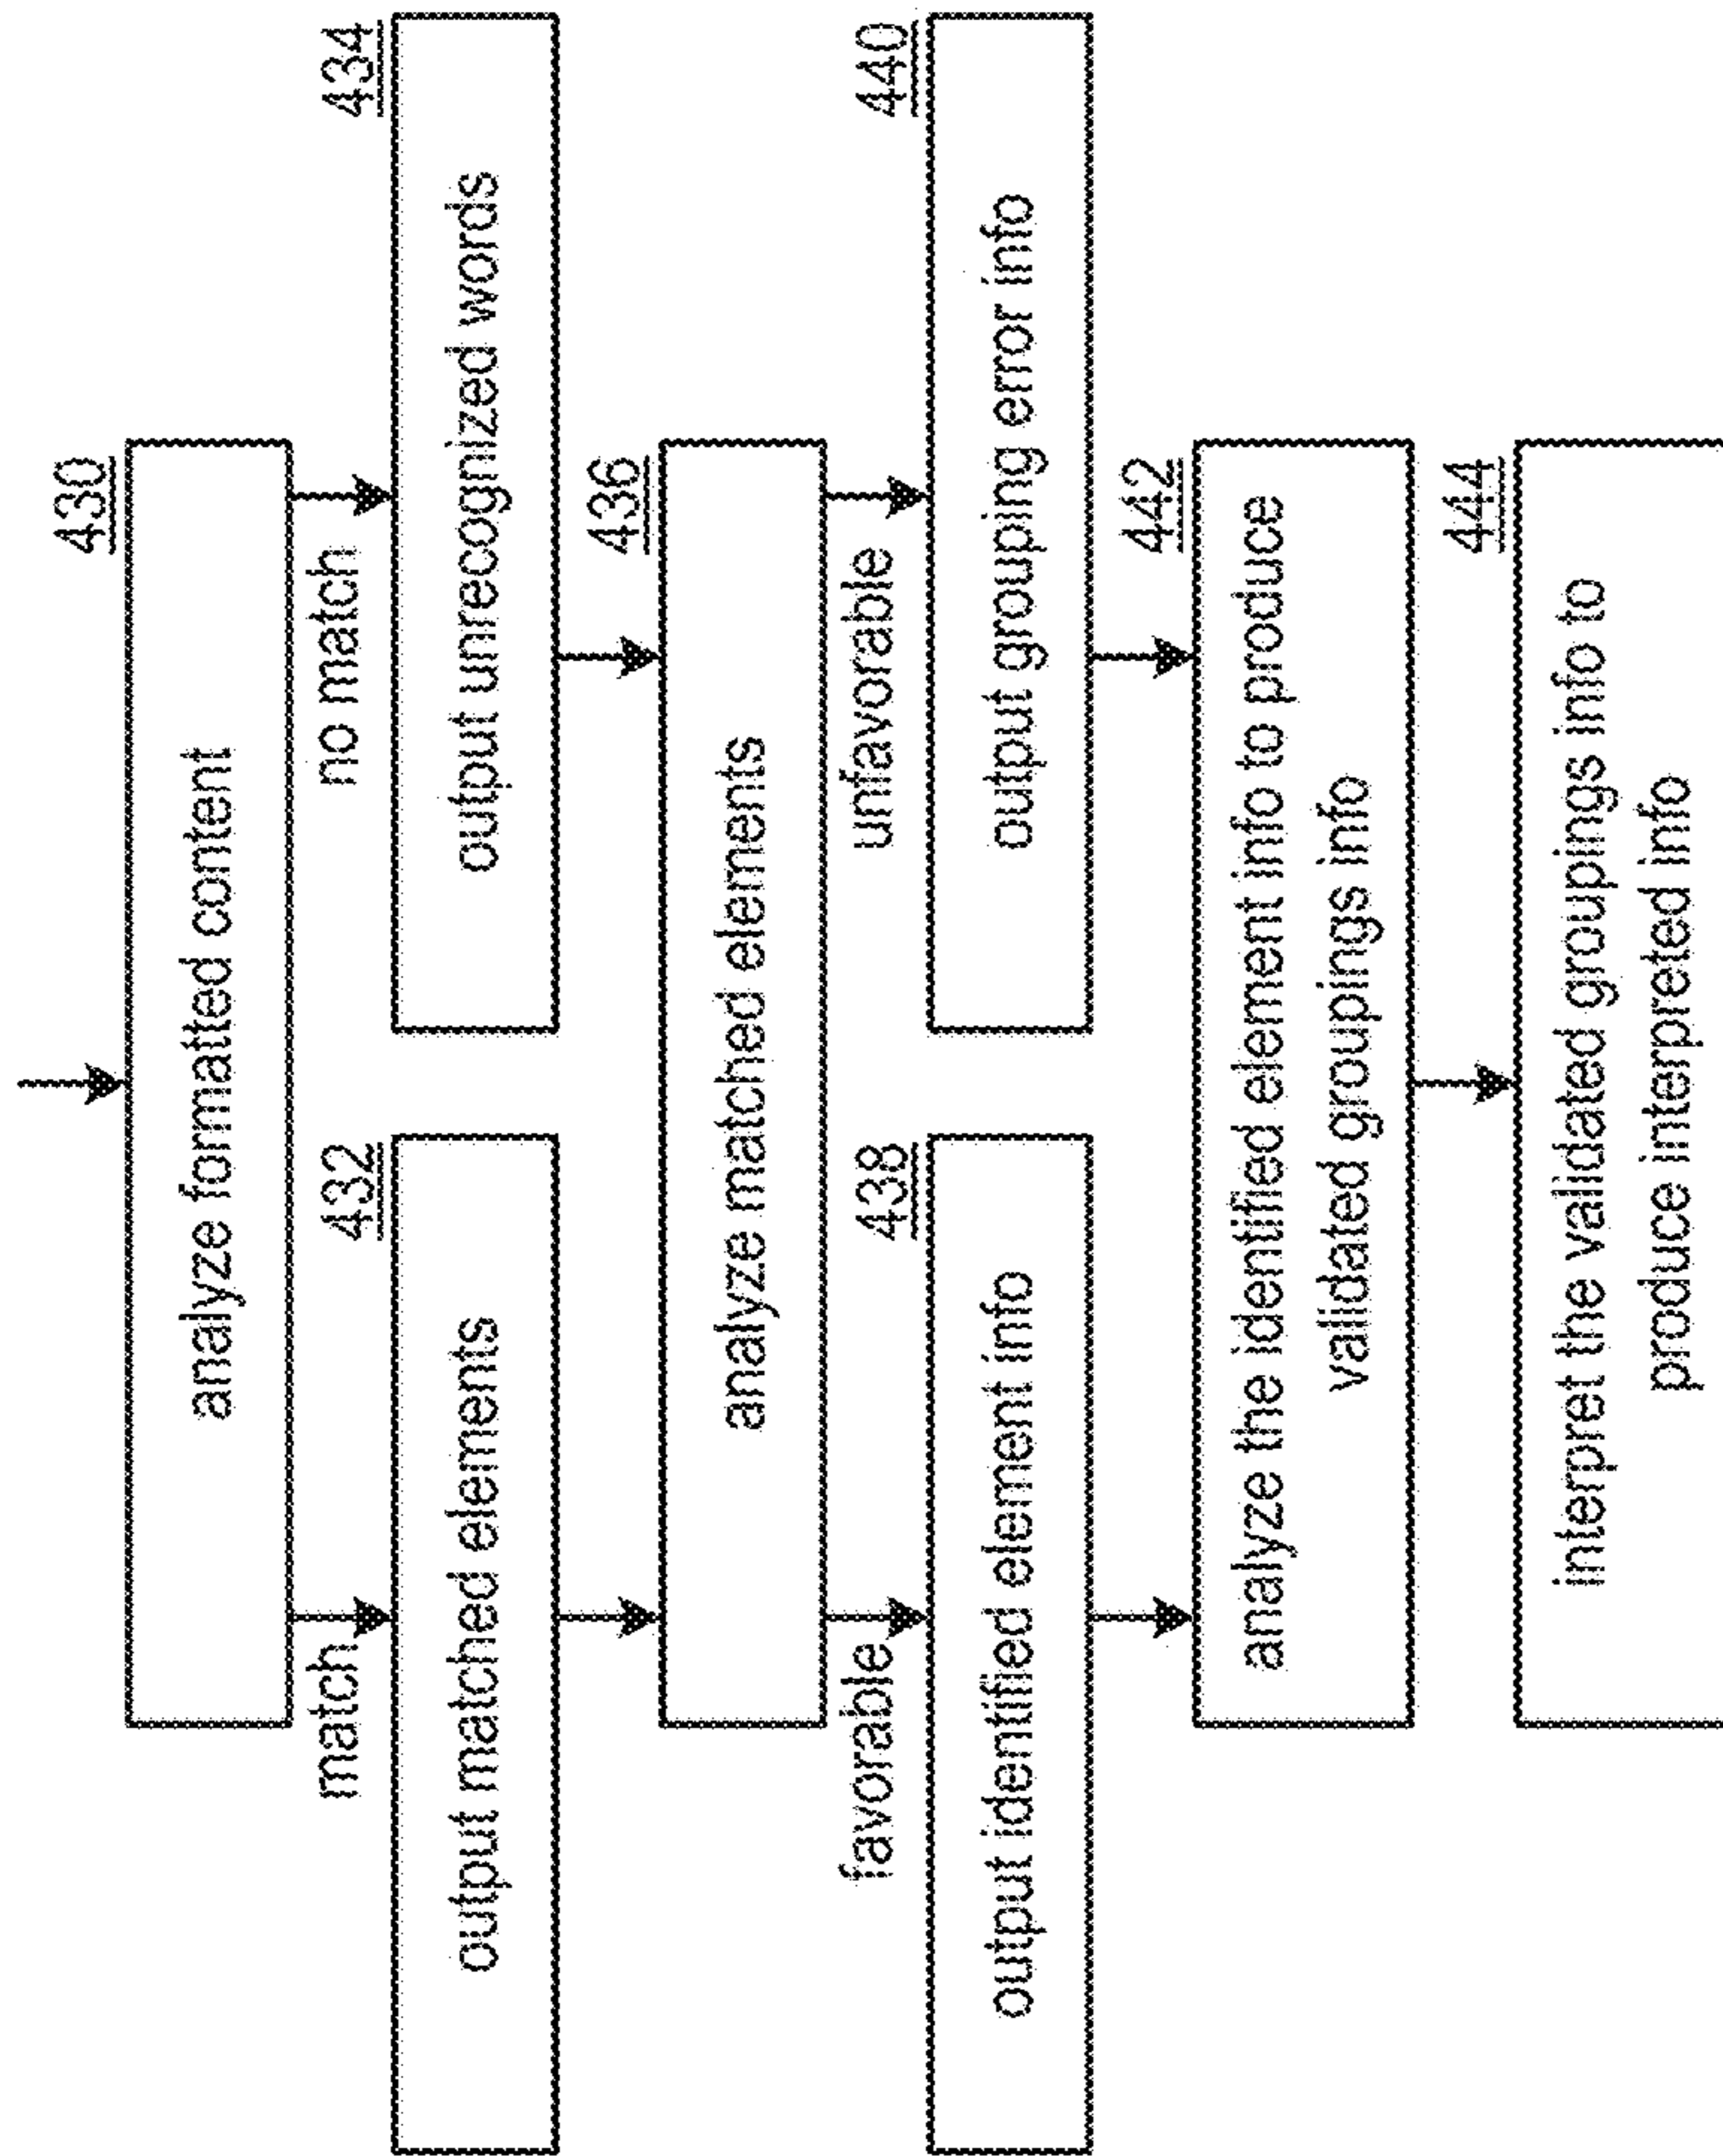 430
analyze formatted content
match
no match
432
434
output matched elements
output unrecognized words
436
analyze matched elements
favorable
unfavorable
438
440
output identified element info
output grouping error info
442
analyze the identified element info to produce
validated groupings info
444
interpret the validated groupings info to
produce interpreted info